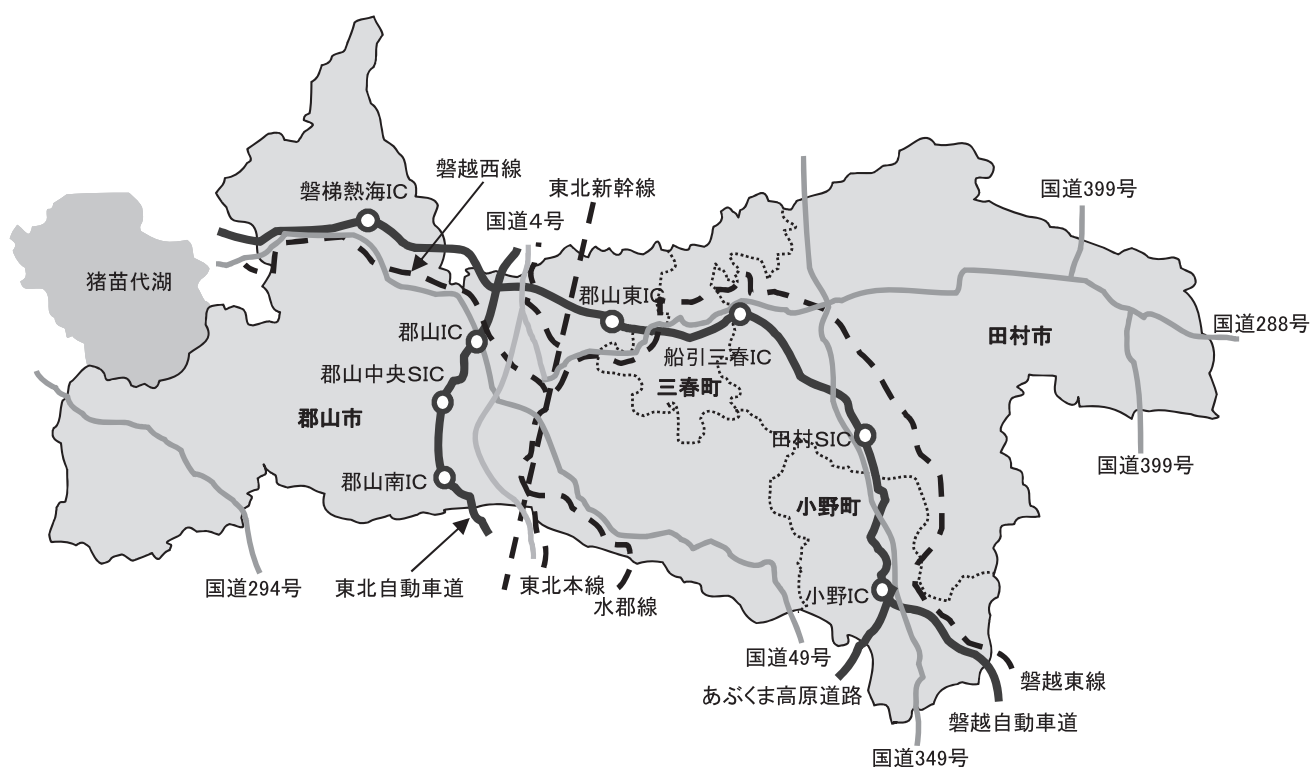 磐越西線
東北新幹線
国道399号
磐梯熱海IC
国道4号
猪苗代湖
郡山東IC
国道288号
郡山IC
田村市
船引三春IC
郡山中央SIC
三春町
郡山市
田村SIC
国道399号
郡山南IC
小野町
国道294号
東北自動車道
東北本線
小野IC
水郡線
国道49号
磐越東線
あぶくま高原道路
磐越自動車道
国道349号